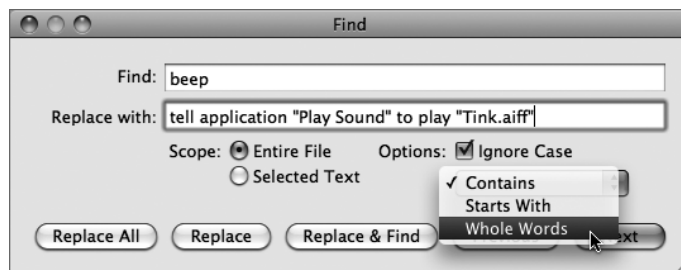 Find
Find: beep
Replace with: tell application "Play Sound" to play "Tink.aiff"
Scope: Entire File Options: Ignore Case
Selected Text ✓ Contains
Starts With
Whole Words
Replace All Replace Replace & Find